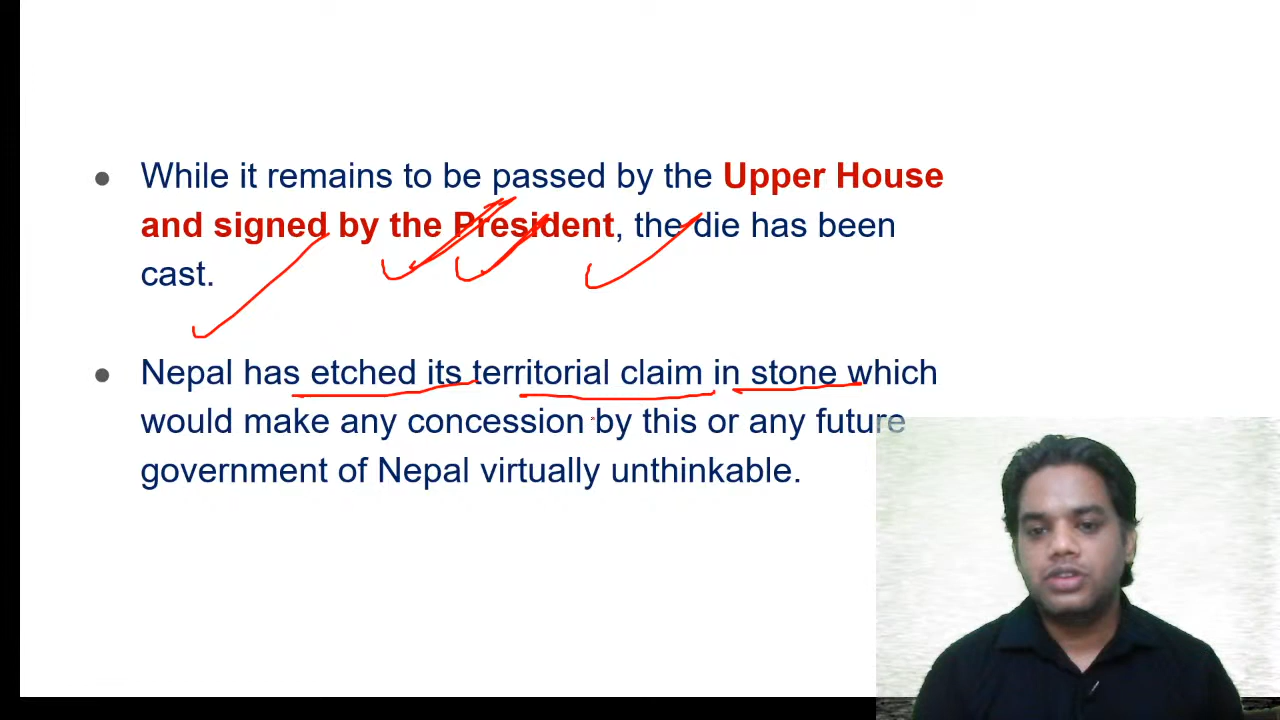 While it remains to be passed by the Upper House
and signed by the President, the die has been
cast.
Nepal has etched its territorial claim in stone which
would make any concession by this or any future
government of Nepal virtually unthinkable.